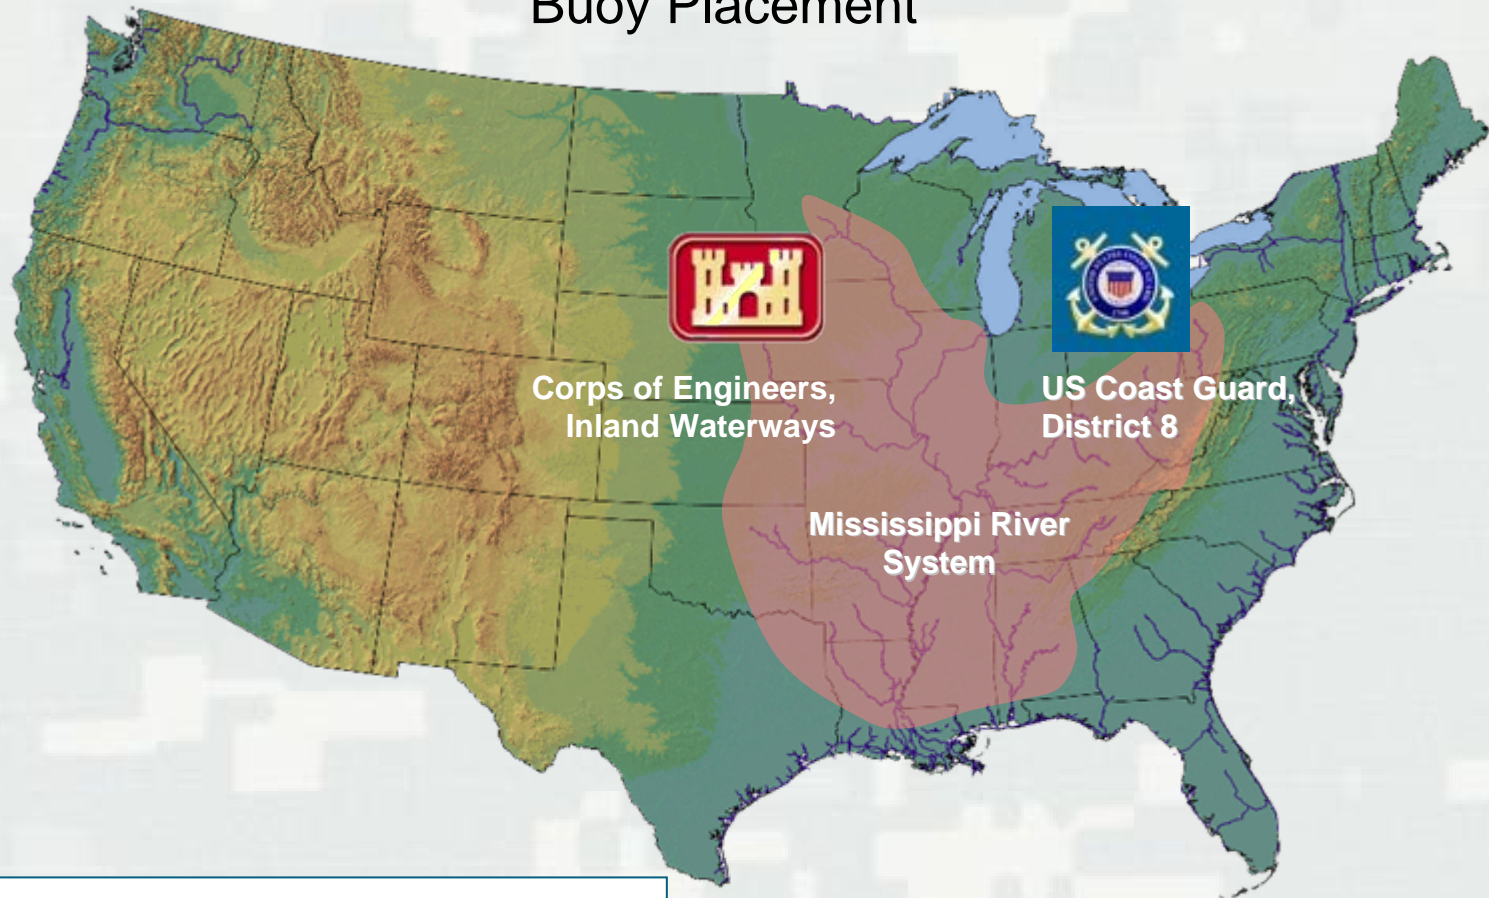 Buoy Placement
Corps of Engineers,
Inland Waterways
US Coast Guard,
District 8
Mississippi River
System